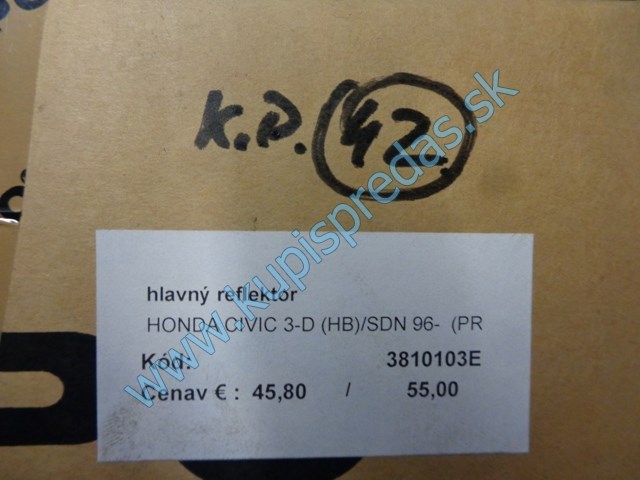 K.P. 42
www.kupispredas.sk
hlavný reflektor
HONDA CIVIC 3-D (HB)/SDN 96- (PR
Kód: 3810103E
Cenav € : 45,80 / 55,00